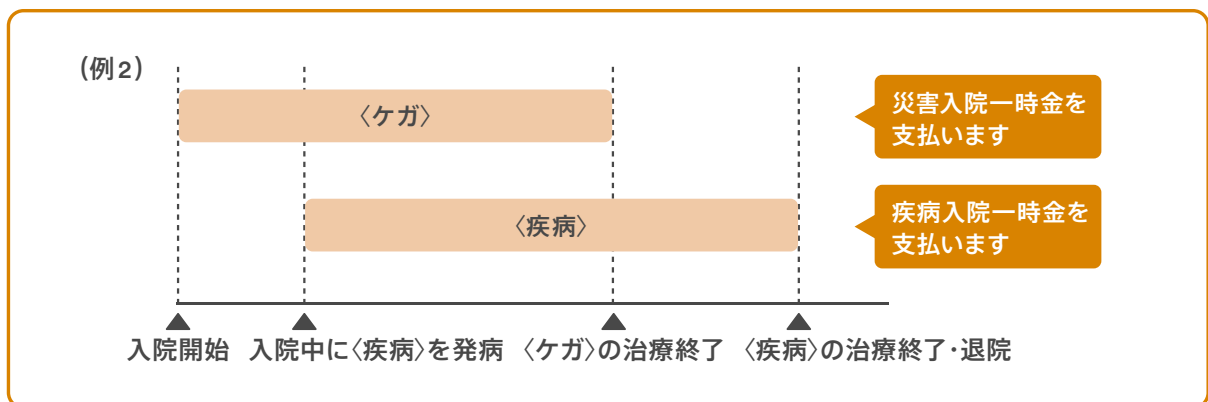 (例2)
〈ケガ〉
災害入院一時金を
支払います
〈疾病〉
疾病入院一時金を
支払います
入院開始 入院中に〈疾病〉を発病 〈ケガ〉の治療終了 〈疾病〉の治療終了・退院